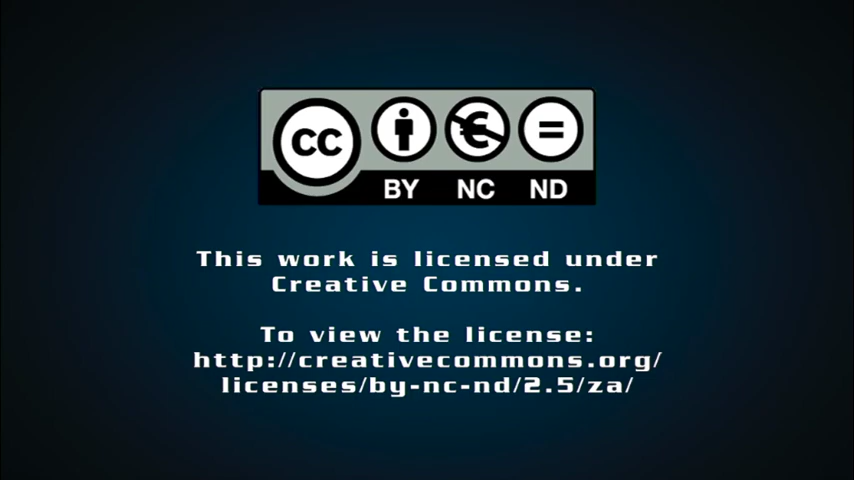 CC
BY NC ND
This work is licensed under
Creative Commons.
To view the license:
http://creativecommons.org/
licenses/by-nc-nd/2.5/za/